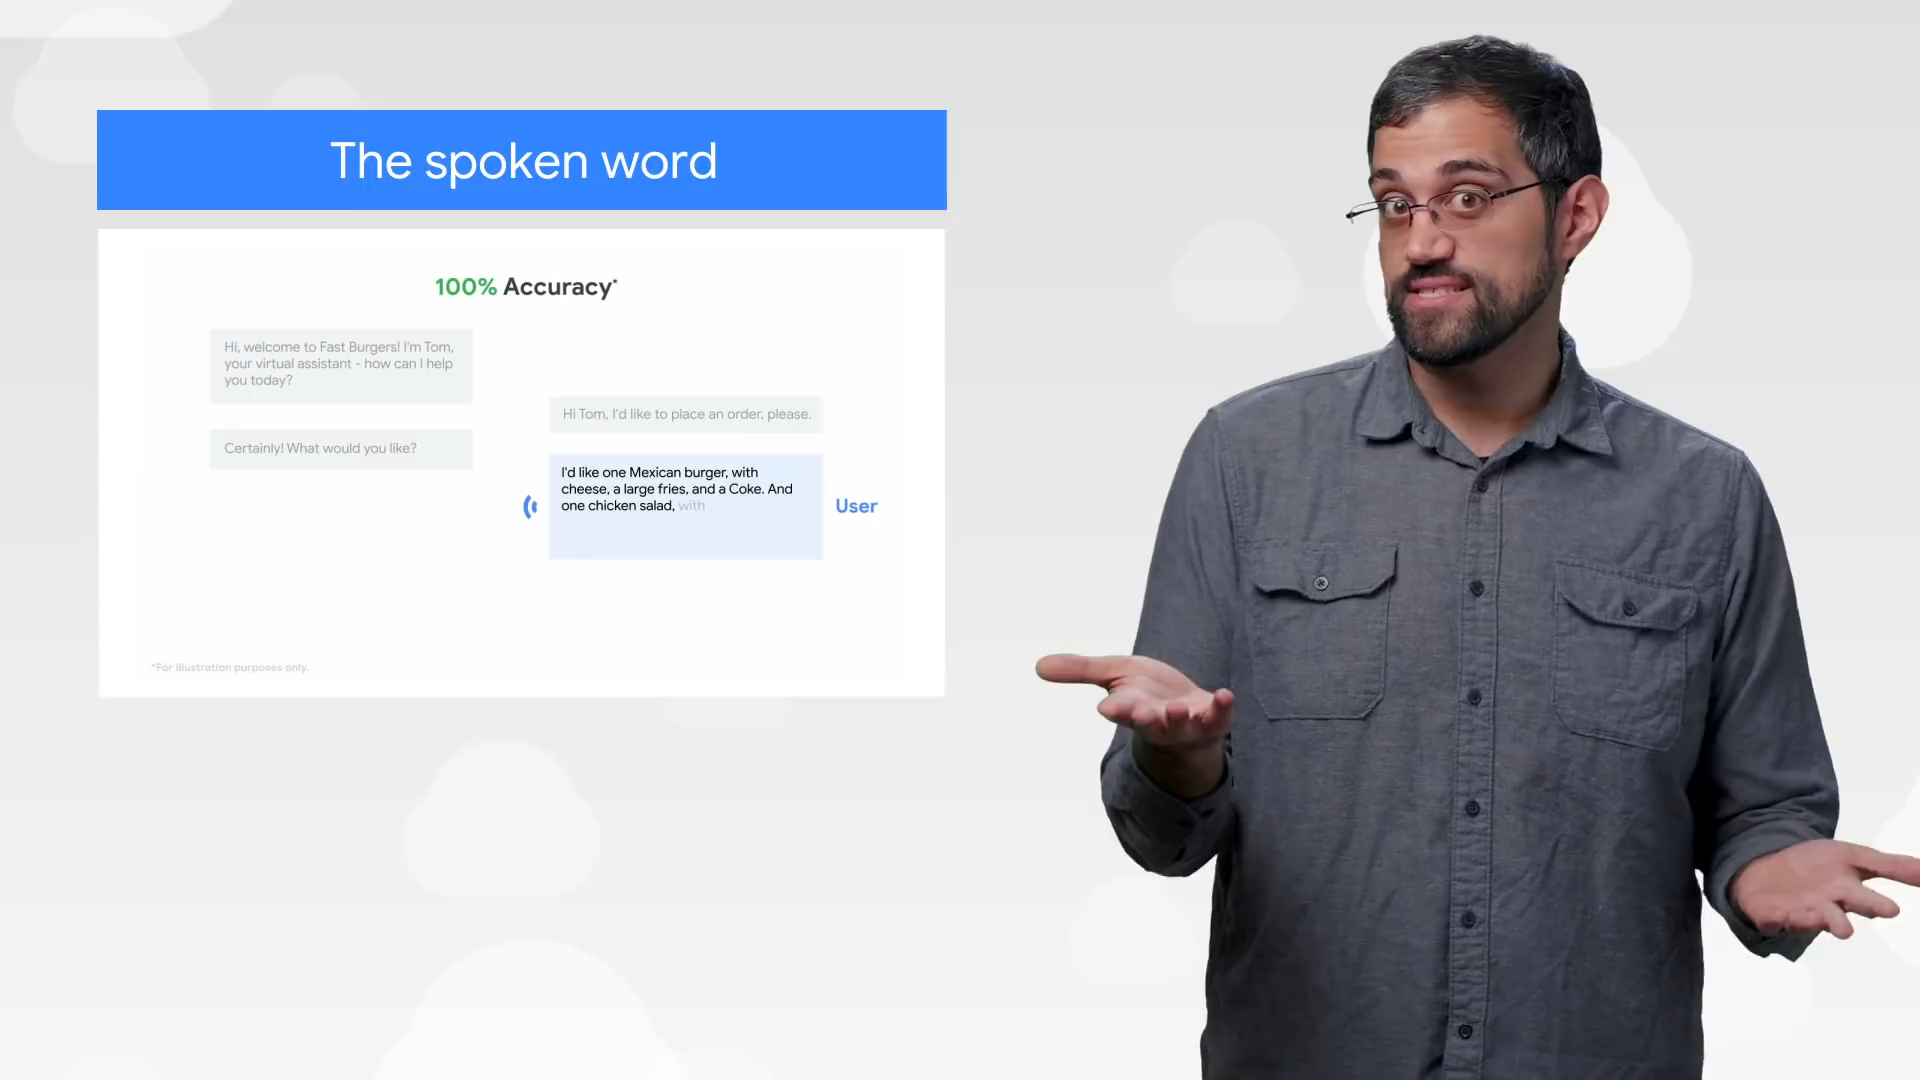 The spoken word
100% Accuracy*
Hi, welcome to Fast Burgers! I'm Tom,
your virtual assistant - how can I help
you today?
Hi Tom, I'd like to place an order, please.
Certainly! What would you like?
I'd like one Mexican burger, with
cheese, a large fries, and a Coke. And
one chicken salad, with
User
*For illustration purposes only.